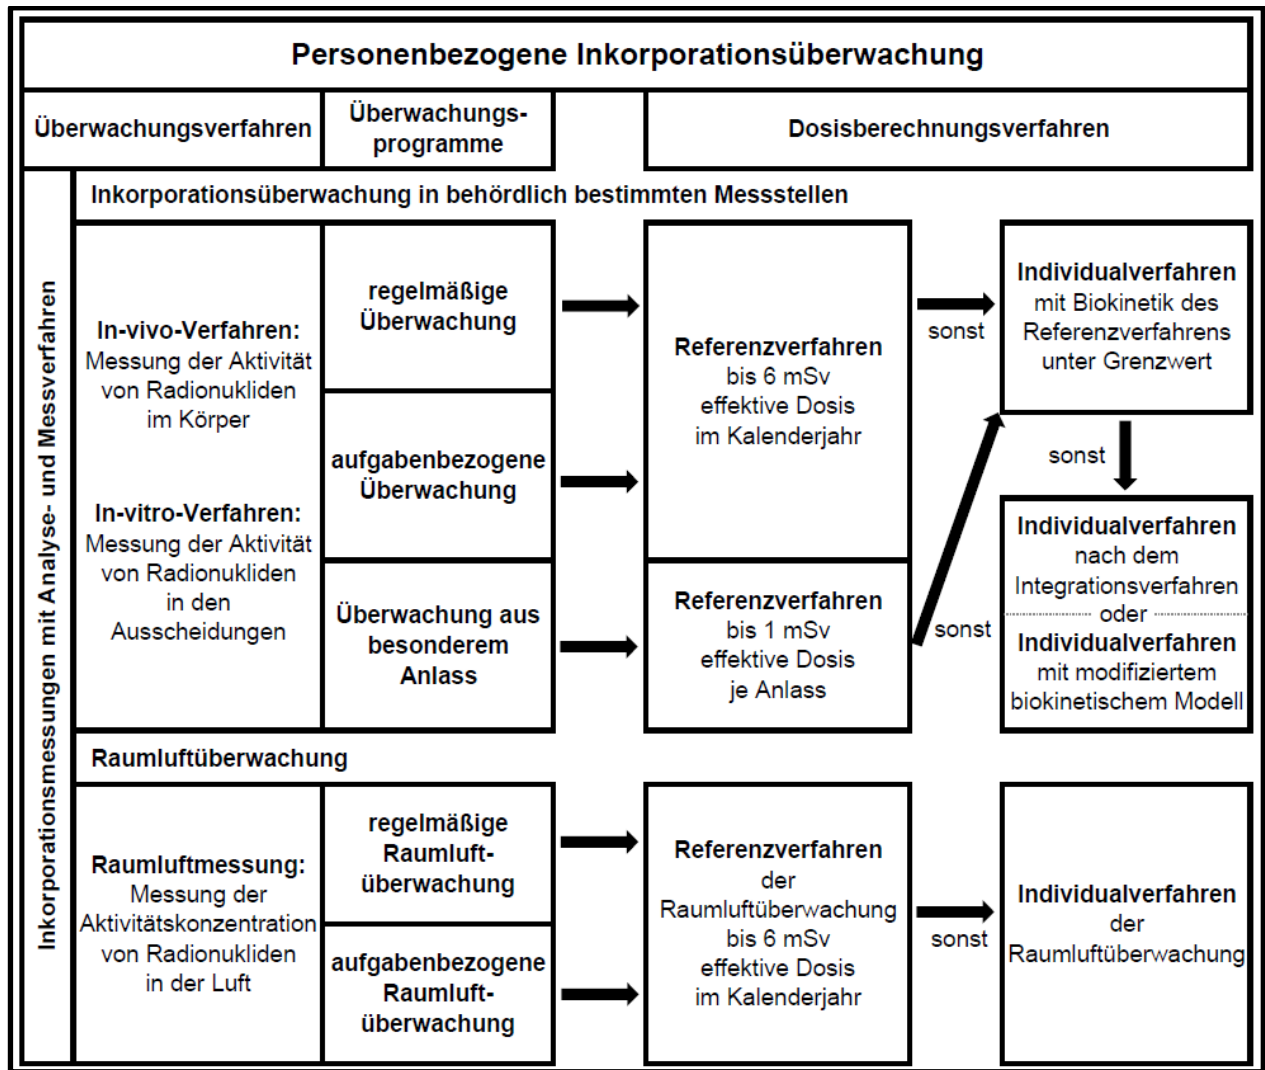 Personenbezogene Inkorporationsüberwachung
Überwachungsverfahren
Überwachungs-
programme
Dosisberechnungsverfahren
Inkorporationsmessungen mit Analyse- und Messverfahren
Inkorporationsüberwachung in behördlich bestimmten Messstellen
In-vivo-Verfahren:
Messung der Aktivität
von Radionukliden
im Körper
In-vitro-Verfahren:
Messung der Aktivität
von Radionukliden
in den
Ausscheidungen
regelmäßige
Überwachung
aufgabenbezogene
Überwachung
Überwachung aus
besonderem
Anlass
Referenzverfahren
bis 6 mSv
effektive Dosis
im Kalenderjahr
Referenzverfahren
bis 1 mSv
effektive Dosis
je Anlass
sonst
sonst
Individualverfahren
mit Biokinetik des
Referenzverfahrens
unter Grenzwert
sonst
Individualverfahren
nach dem
Integrationsverfahren
oder
Individualverfahren
mit modifiziertem
biokinetischem Modell
Raumluftüberwachung
Raumluftmessung:
Messung der
Aktivitätskonzentration
von Radionukliden
in der Luft
regelmäßige
Raumluft-
überwachung
aufgabenbezogene
Raumluft-
überwachung
Referenzverfahren
der
Raumluftüberwachung
bis 6 mSv
effektive Dosis
im Kalenderjahr
sonst
Individualverfahren
der
Raumluftüberwachung